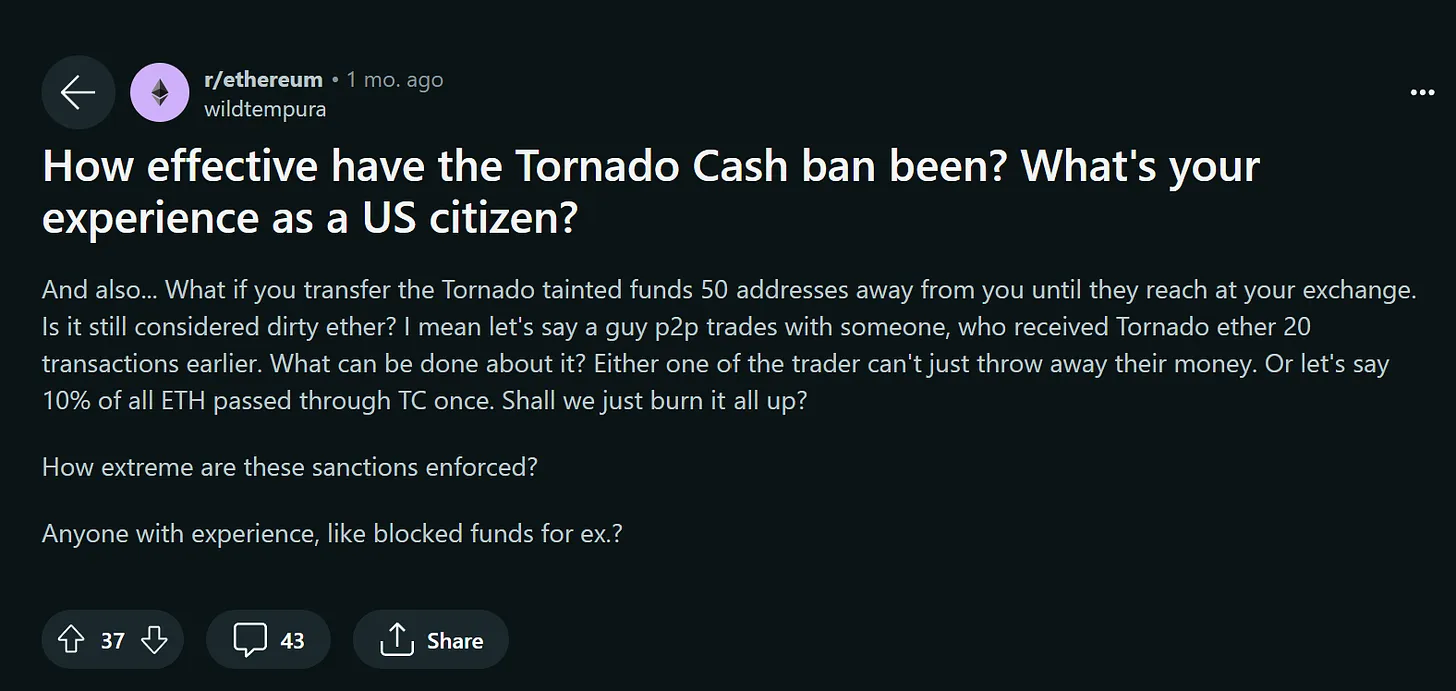 r/ethereum • 1 mo. ago
wildtempura
How effective have the Tornado Cash ban been? What's your
experience as a US citizen?
And also... What if you transfer the Tornado tainted funds 50 addresses away from you until they reach at your exchange.
Is it still considered dirty ether? I mean let's say a guy p2p trades with someone, who received Tornado ether 20
transactions earlier. What can be done about it? Either one of the trader can't just throw away their money. Or let's say
10% of all ETH passed through TC once. Shall we just burn it all up?
How extreme are these sanctions enforced?
Anyone with experience, like blocked funds for ex.?
37
43
Share